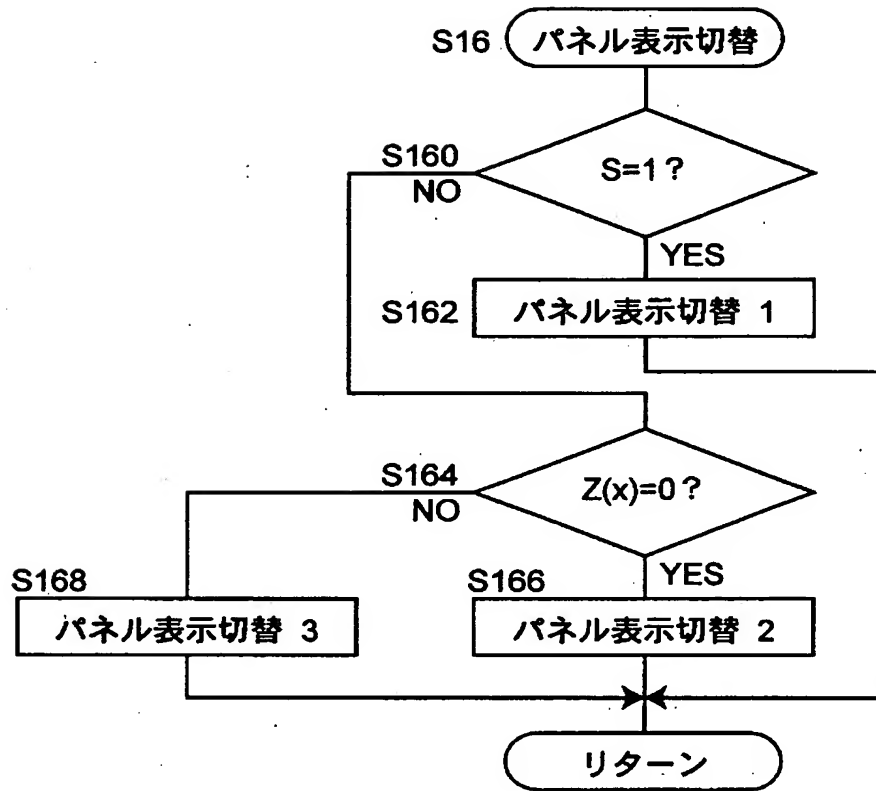 S16 パネル表示切替
S160 S=1?
NO
YES
S162 パネル表示切替 1
S164 Z(x)=0?
NO
YES
S168
パネル表示切替 3
S166
パネル表示切替 2
リターン